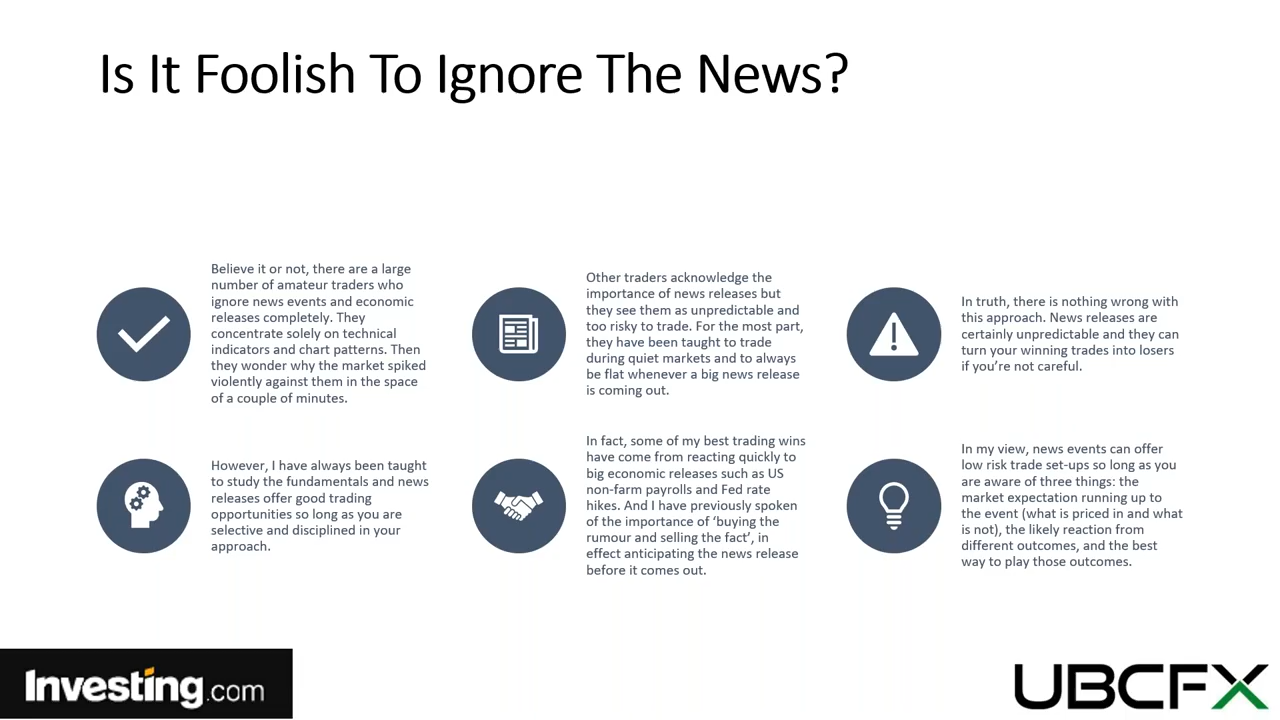 Is It Foolish To Ignore The News?
Believe it or not, there are a large
number of amateur traders who
ignore news events and economic
releases completely. They
concentrate solely on technical
indicators and chart patterns. Then
they wonder why the market spiked
violently against them in the space
of a couple of minutes.
Other traders acknowledge the
importance of news releases but
they see them as unpredictable and
too risky to trade. For the most part,
they have been taught to trade
during quiet markets and to always
be flat whenever a big news release
is coming out.
In truth, there is nothing wrong with
this approach. News releases are
certainly unpredictable and they can
turn your winning trades into losers
if you’re not careful.
However, I have always been taught
to study the fundamentals and news
releases offer good trading
opportunities so long as you are
selective and disciplined in your
approach.
In fact, some of my best trading wins
have come from reacting quickly to
big economic releases such as US
non-farm payrolls and Fed rate
hikes. And I have previously spoken
of the importance of ‘buying the
rumour and selling the fact’, in
effect anticipating the news release
before it comes out.
In my view, news events can offer
low risk trade set-ups so long as you
are aware of three things: the
market expectation running up to
the event (what is priced in and what
is not), the likely reaction from
different outcomes, and the best
way to play those outcomes.
Investing.com
UBCFX